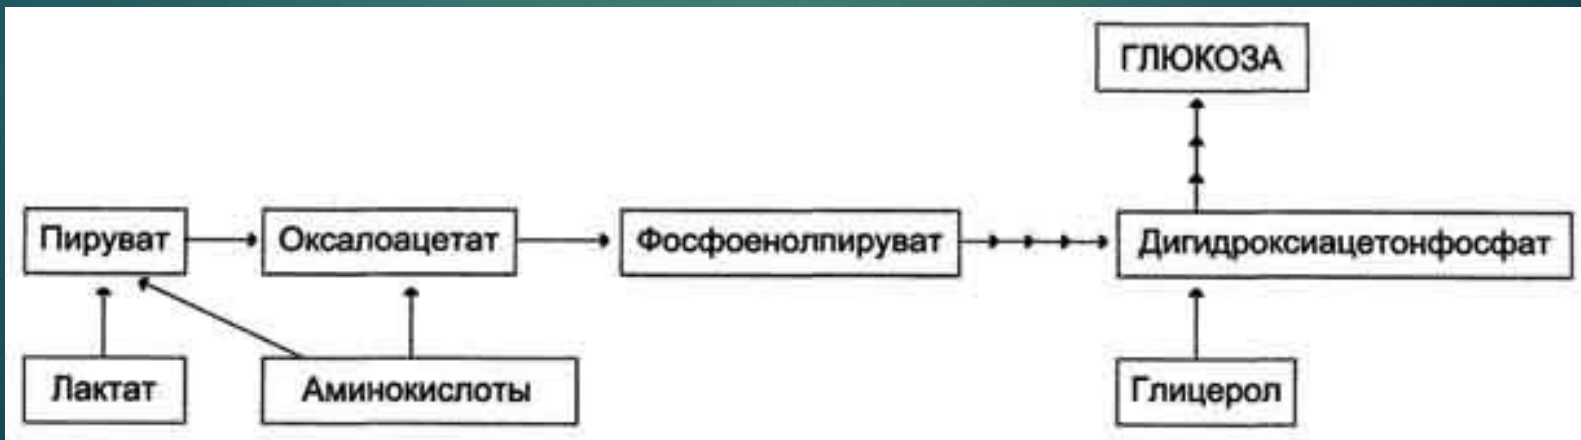 ГЛЮКОЗА
Пируват
Оксалоацетат
Фосфоенолпируват
Дигидроксиацетонфосфат
Лактат
Аминокислоты
Глицерол